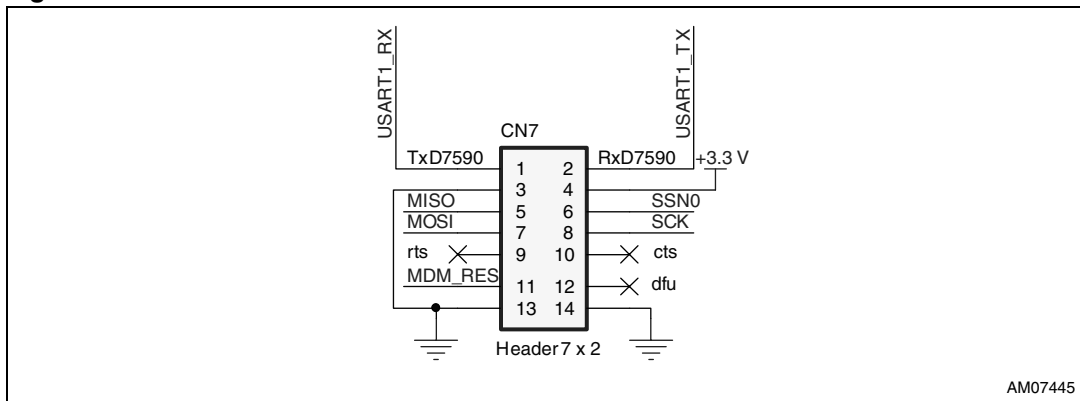 USART1_RX
USART1_TX
CN7
TxD7590 1 2 RxD7590 +3.3 V
3 4
MISO 5 6 SSN0
MOSI 7 8 SCK
rts 9 10 cts
MDM_RES 11 12 dfu
13 14
Header 7 x 2
AM07445